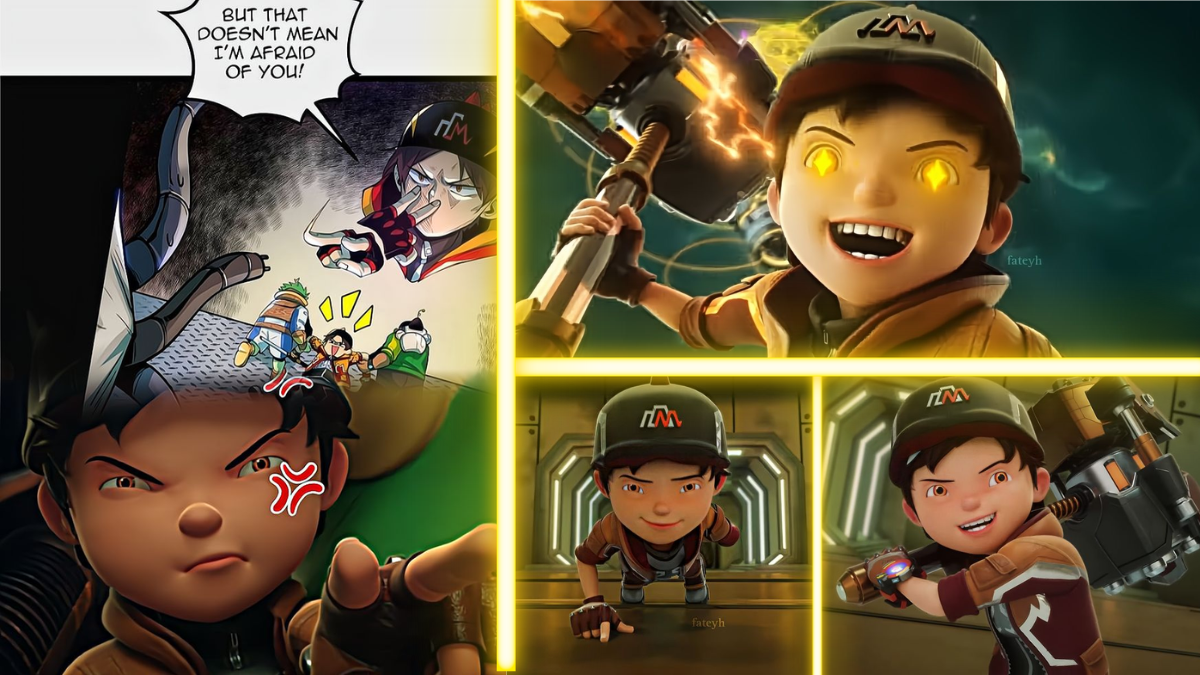 BUT THAT
DOESN'T MEAN
I'M AFRAID
OF YOU!
fateyh
fateyh